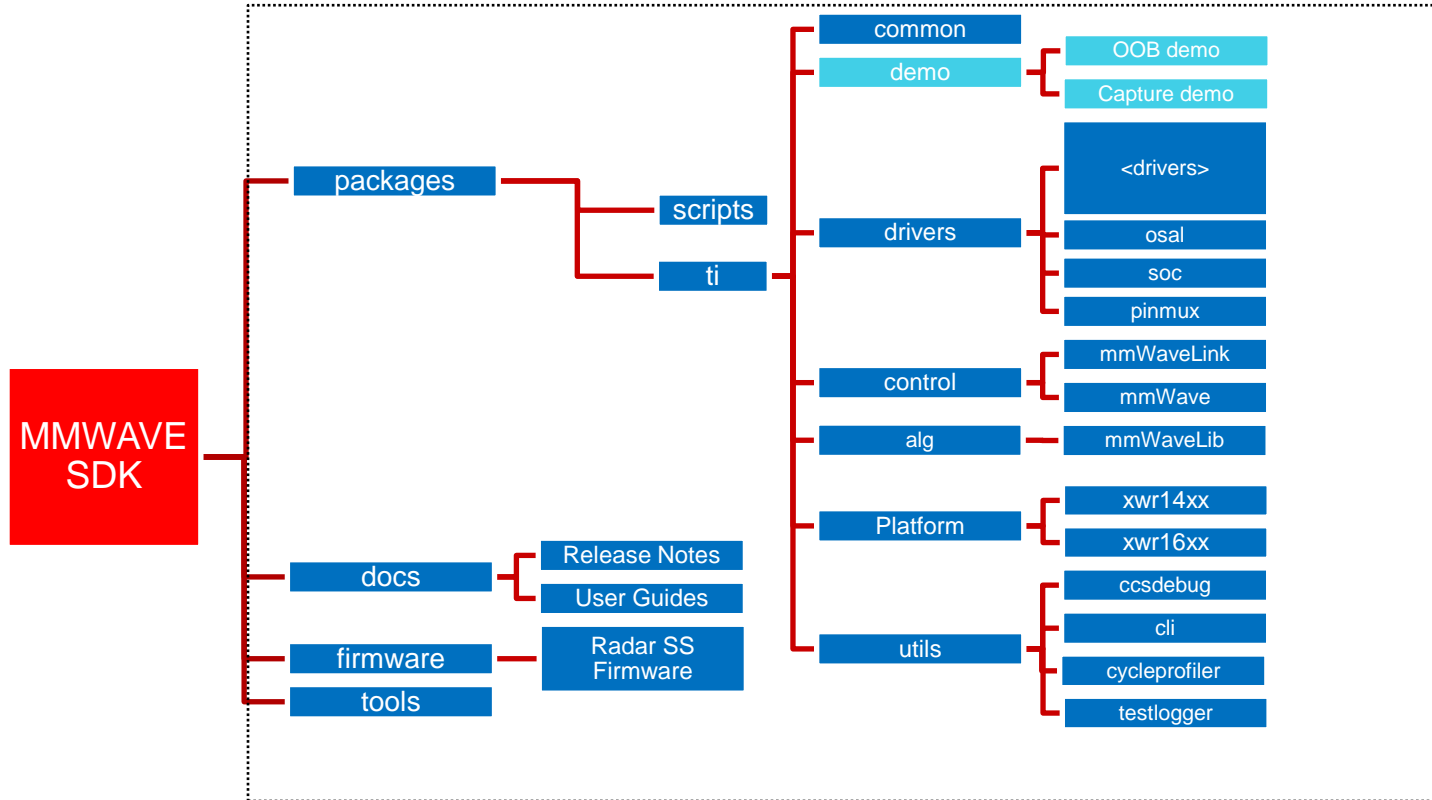 MMWAVE
SDK
packages
docs
firmware
tools
Release Notes
User Guides
Radar SS
Firmware
scripts
ti
common
demo
drivers
control
alg
Platform
utils
OOB demo
Capture demo
<drivers>
osal
soc
pinmux
mmWaveLink
mmWave
mmWaveLib
xwr14xx
xwr16xx
ccsdebug
cli
cycleprofiler
testlogger